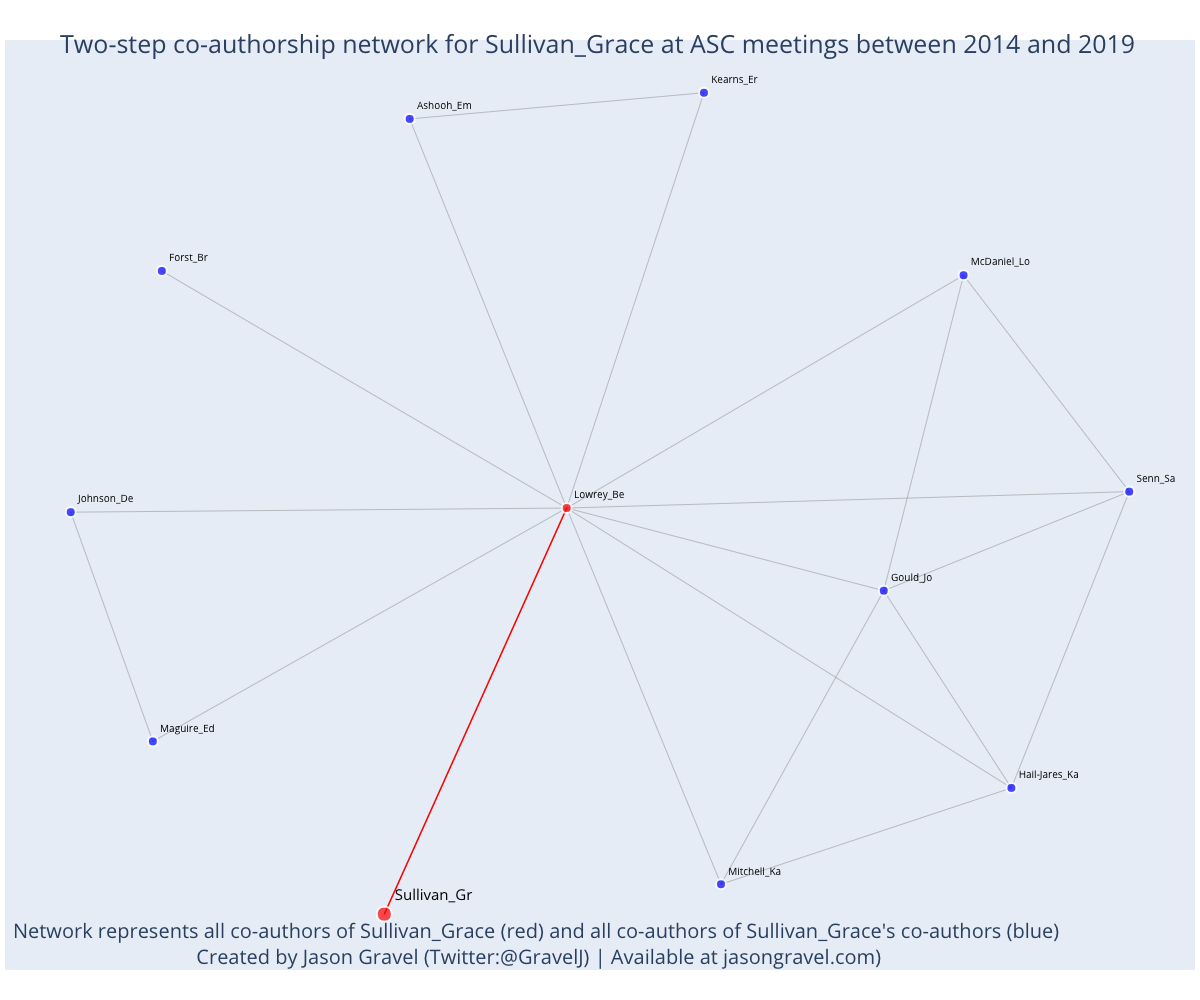 Two-step co-authorship network for Sullivan_Grace at ASC meetings between 2014 and 2019
Kearns_Er
Ashooh_Em
Forst_Br
McDaniel_Lo
Senn_Sa
Lowrey_Be
Johnson_De
Gould_Jo
Maguire_Ed
Hail-Jares_Ka
Mitchell_Ka
Sullivan_Gr
Network represents all co-authors of Sullivan_Grace (red) and all co-authors of Sullivan_Grace's co-authors (blue)
Created by Jason Gravel (Twitter:@GravelJ) | Available at jasongravel.com)